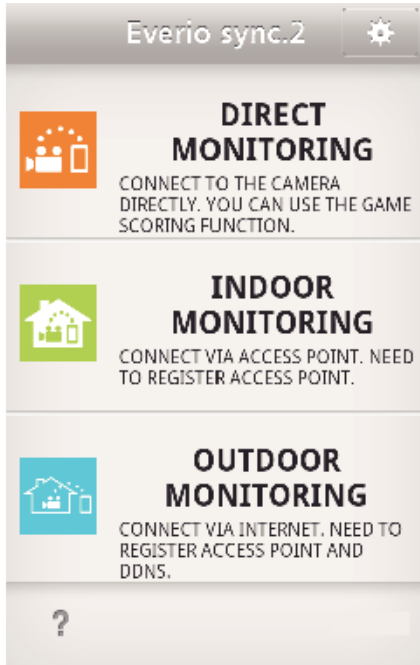 Everio sync.2
DIRECT
MONITORING
CONNECT TO THE CAMERA
DIRECTLY. YOU CAN USE THE GAME
SCORING FUNCTION.
INDOOR
MONITORING
CONNECT VIA ACCESS POINT. NEED
TO REGISTER ACCESS POINT.
OUTDOOR
MONITORING
CONNECT VIA INTERNET. NEED TO
REGISTER ACCESS POINT AND
DDNS.
?